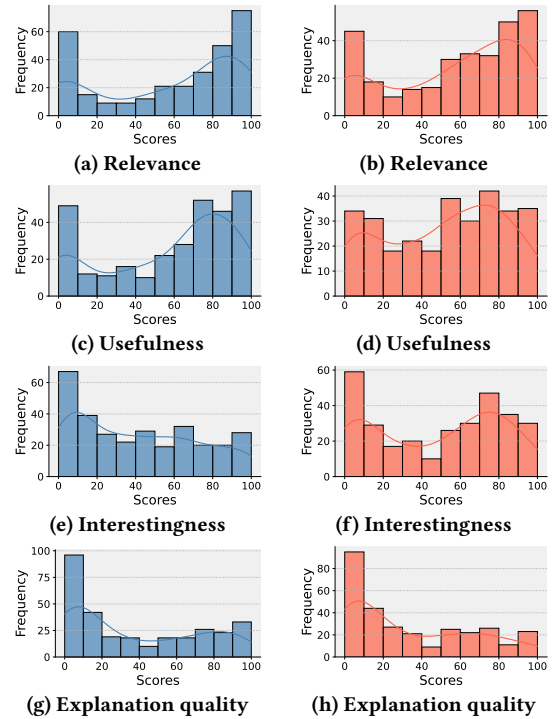 60
40
20
0
Frequency
0 20 40 60 80 100
Scores
(a) Relevance
40
20
0
Frequency
0 20 40 60 80 100
Scores
(b) Relevance
40
20
0
Frequency
0 20 40 60 80 100
Scores
(c) Usefulness
40
30
20
10
0
Frequency
0 20 40 60 80 100
Scores
(d) Usefulness
60
40
20
0
Frequency
0 20 40 60 80 100
Scores
(e) Interestingness
60
40
20
0
Frequency
0 20 40 60 80 100
Scores
(f) Interestingness
100
75
50
25
0
Frequency
0 20 40 60 80 100
Scores
(g) Explanation quality
80
60
40
20
0
Frequency
0 20 40 60 80 100
Scores
(h) Explanation quality